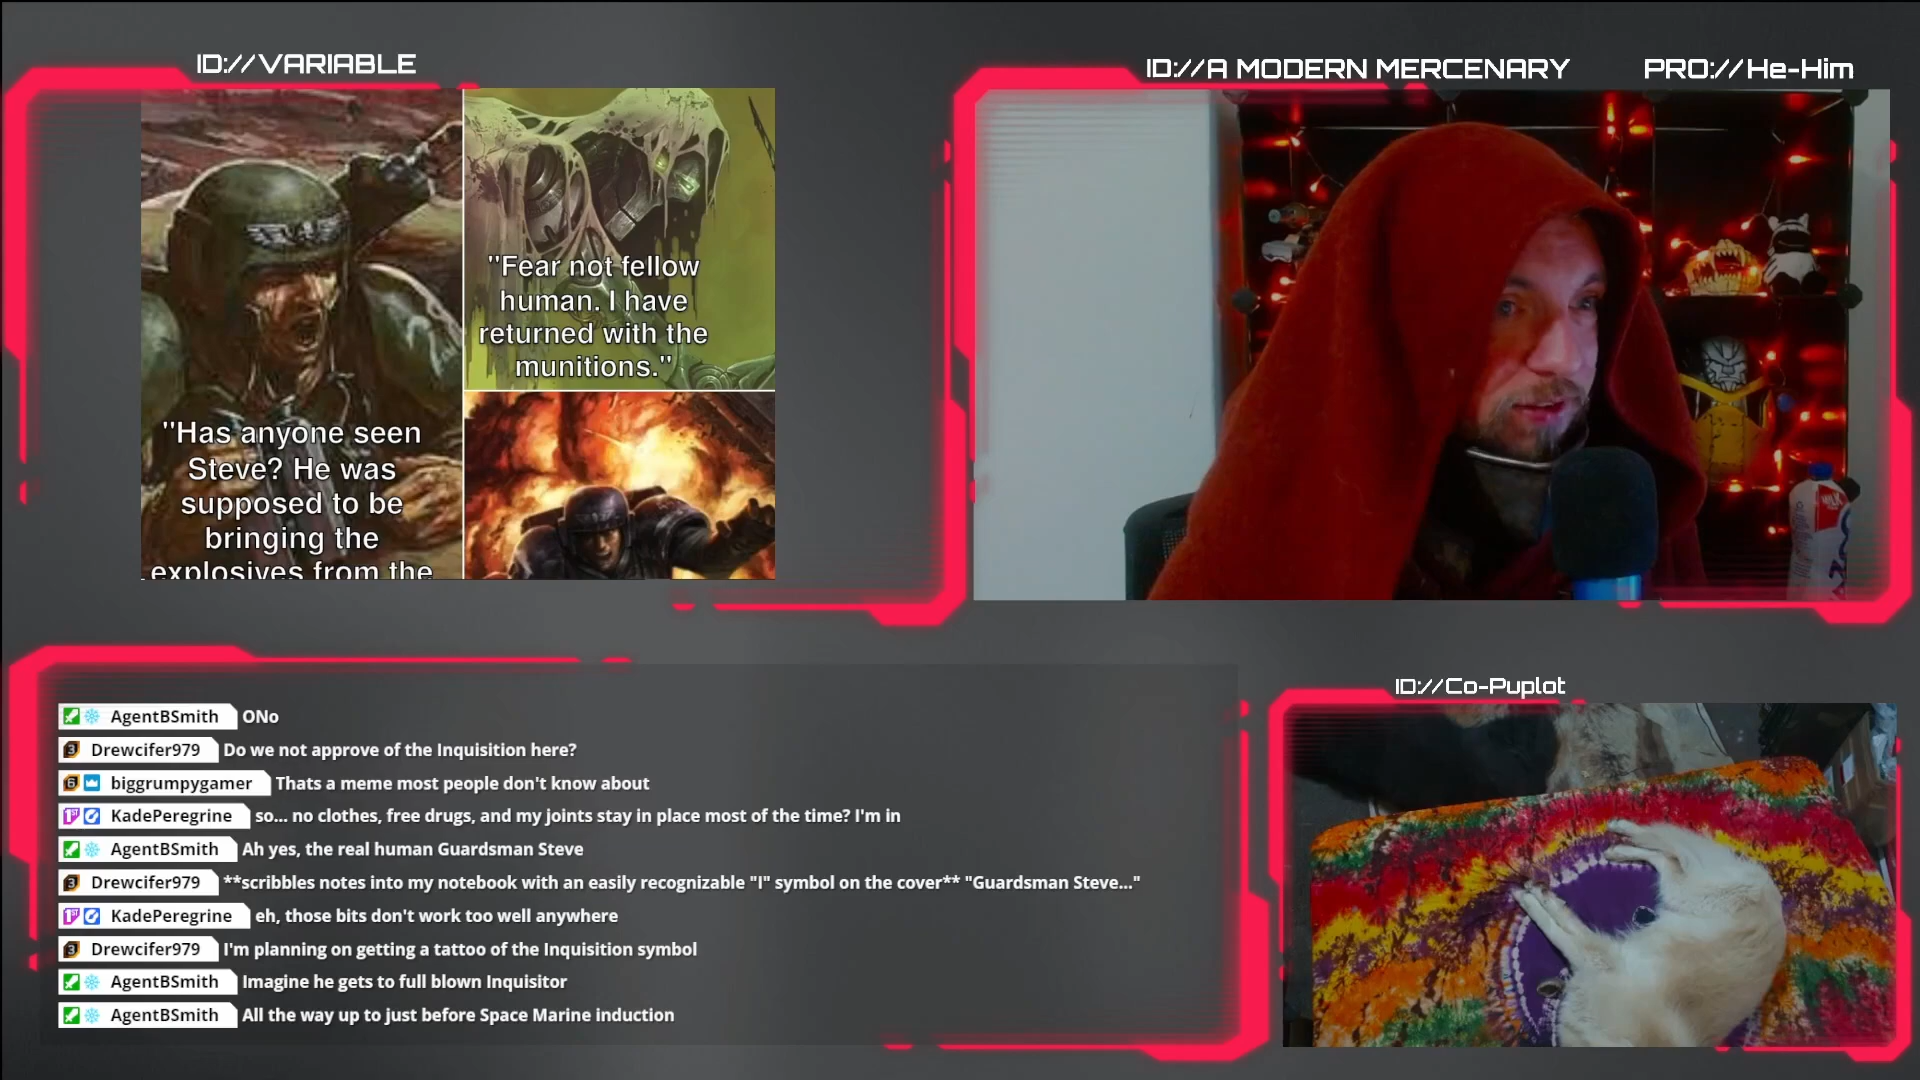 ID://VARIABLE
ID://A MODERN MERCENARY
PRO://He-Him
"Fear not fellow
human. I have
returned with the
munitions."
"Has anyone seen
Steve? He was
supposed to be
bringing the
explosives from the
MILK
AgentBSmith ONo
Drewcifer979 Do we not approve of the Inquisition here?
biggrumpygamer Thats a meme most people don't know about
KadePeregrine so... no clothes, free drugs, and my joints stay in place most of the time? I'm in
AgentBSmith Ah yes, the real human Guardsman Steve
Drewcifer979 **scribbles notes into my notebook with an easily recognizable "I" symbol on the cover** "Guardsman Steve..."
KadePeregrine eh, those bits don't work too well anywhere
Drewcifer979 I'm planning on getting a tattoo of the Inquisition symbol
AgentBSmith Imagine he gets to full blown Inquisitor
AgentBSmith All the way up to just before Space Marine induction
ID://Co-Puplot